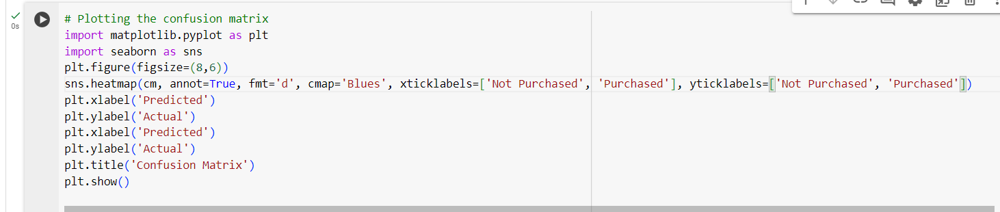 0s
# Plotting the confusion matrix
import matplotlib.pyplot as plt
import seaborn as sns
plt.figure(figsize=(8,6))
sns.heatmap(cm, annot=True, fmt='d', cmap='Blues', xticklabels=['Not Purchased', 'Purchased'], yticklabels=['Not Purchased', 'Purchased'])
plt.xlabel('Predicted')
plt.ylabel('Actual')
plt.xlabel('Predicted')
plt.ylabel('Actual')
plt.title('Confusion Matrix')
plt.show()